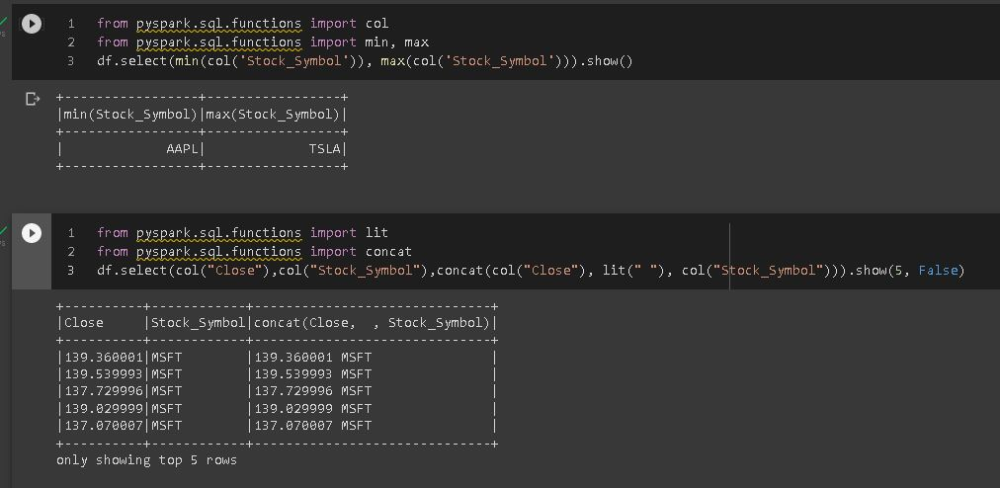 1 from pyspark.sql.functions import col
2 from pyspark.sql.functions import min, max
3 df.select(min(col('Stock_Symbol')), max(col('Stock_Symbol'))).show()
+-----------------+-----------------+
|min(Stock_Symbol)|max(Stock_Symbol)|
+-----------------+-----------------+
|             AAPL|             TSLA|
+-----------------+-----------------+
1 from pyspark.sql.functions import lit
2 from pyspark.sql.functions import concat
3 df.select(col("Close"),col("Stock_Symbol"),concat(col("Close"), lit(" "), col("Stock_Symbol"))).show(5, False)
+----------+------------+-----------------------------+
|Close     |Stock_Symbol|concat(Close,  , Stock_Symbol)|
+----------+------------+-----------------------------+
|139.360001|MSFT        |139.360001 MSFT              |
|139.539993|MSFT        |139.539993 MSFT              |
|137.729996|MSFT        |137.729996 MSFT              |
|139.029999|MSFT        |139.029999 MSFT              |
|137.070007|MSFT        |137.070007 MSFT              |
+----------+------------+-----------------------------+
only showing top 5 rows